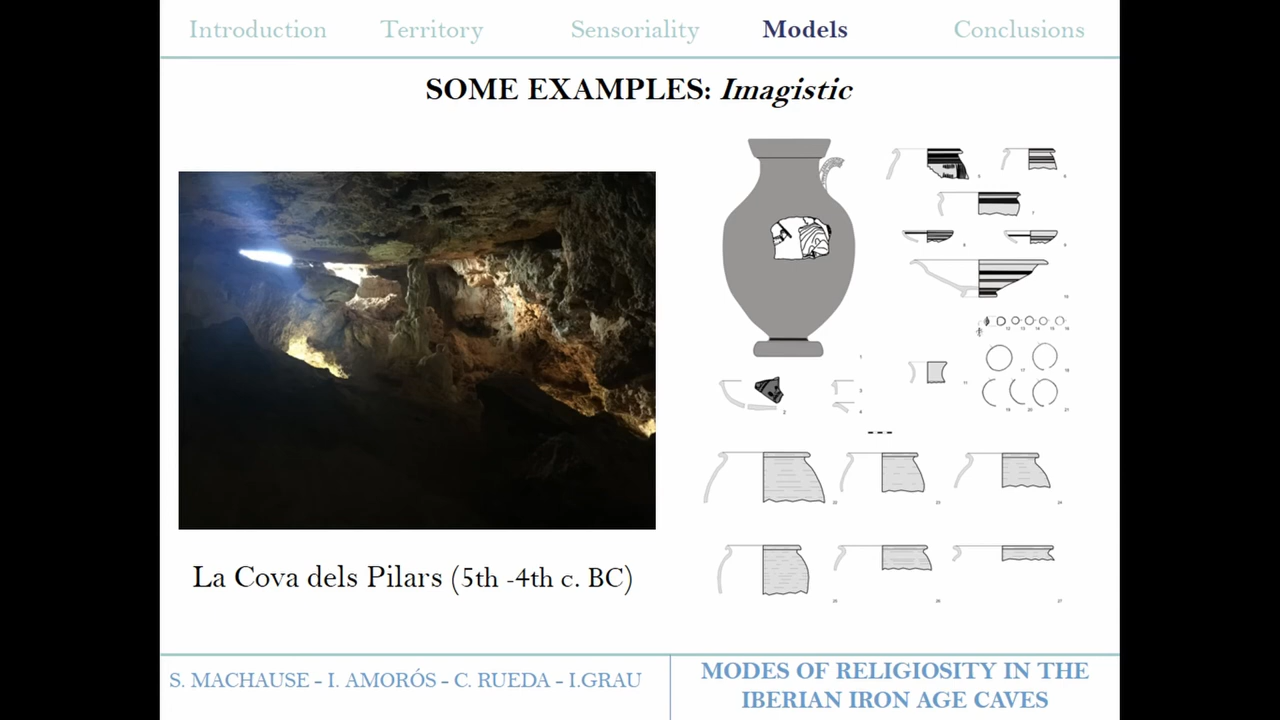 Introduction Territory Sensoriality Models Conclusions
SOME EXAMPLES: Imagistic
La Cova dels Pilars (5th -4th c. BC)
S. MACHAUSE - I. AMORÓS - C. RUEDA - I.GRAU
MODES OF RELIGIOSITY IN THE
IBERIAN IRON AGE CAVES